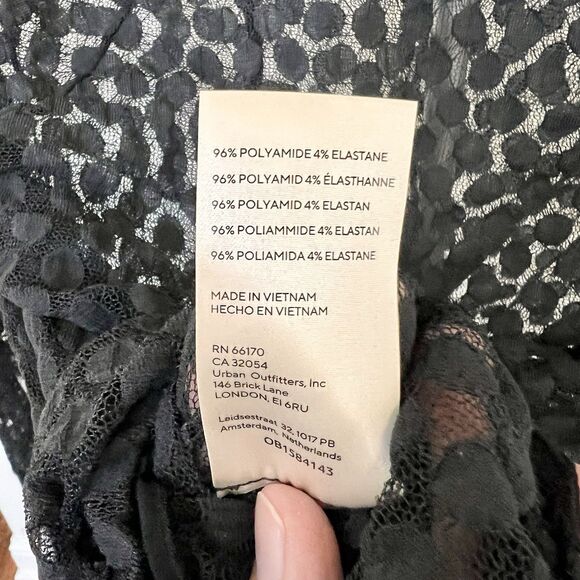 96% POLYAMIDE 4% ELASTANE
96% POLYAMID 4% ÉLASTHANNE
96% POLYAMID 4% ELASTAN
96% POLIAMMIDE 4% ELASTAN
96% POLIAMIDA 4% ELASTANE
MADE IN VIETNAM
HECHO EN VIETNAM
RN 66170
CA 32054
Urban Outfitters, Inc
146 Brick Lane
LONDON, E1 6RU
Leidsestraat 32, 1017 PB
Amsterdam, Netherlands
OB1584143